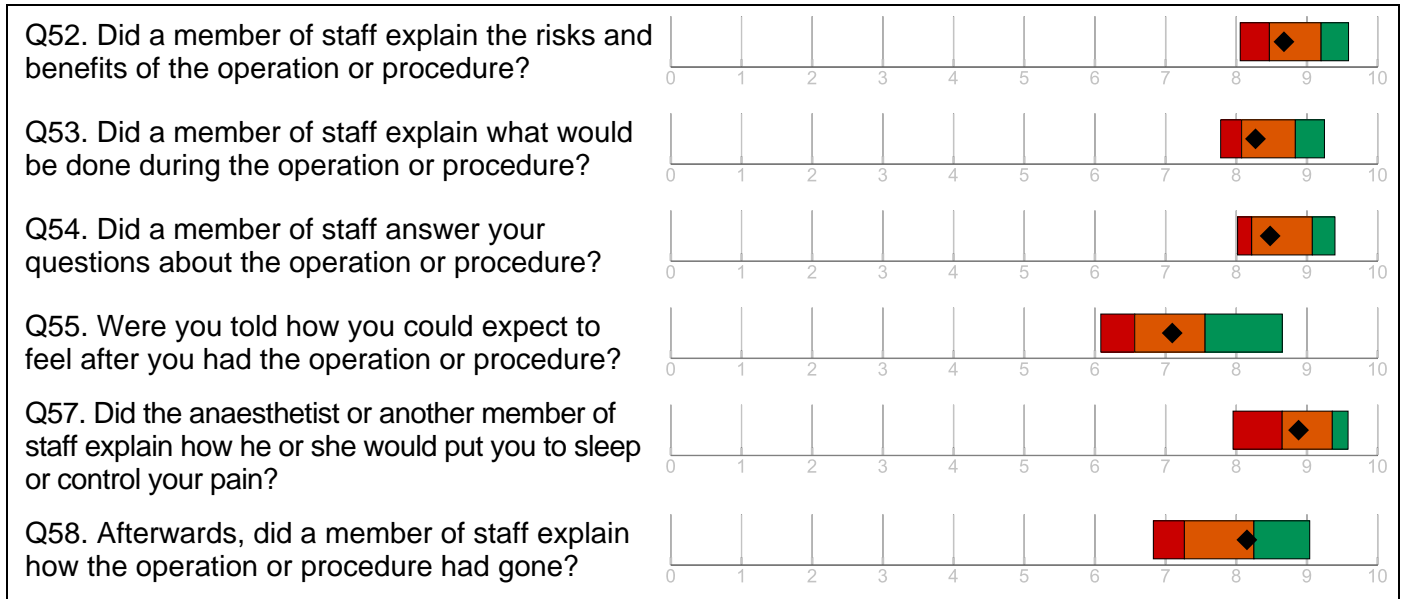 Q52. Did a member of staff explain the risks and
benefits of the operation or procedure?
0 1 2 3 4 5 6 7 8 9 10
Q53. Did a member of staff explain what would
be done during the operation or procedure?
0 1 2 3 4 5 6 7 8 9 10
Q54. Did a member of staff answer your
questions about the operation or procedure?
0 1 2 3 4 5 6 7 8 9 10
Q55. Were you told how you could expect to
feel after you had the operation or procedure?
0 1 2 3 4 5 6 7 8 9 10
Q57. Did the anaesthetist or another member of
staff explain how he or she would put you to sleep
or control your pain?
0 1 2 3 4 5 6 7 8 9 10
Q58. Afterwards, did a member of staff explain
how the operation or procedure had gone?
0 1 2 3 4 5 6 7 8 9 10